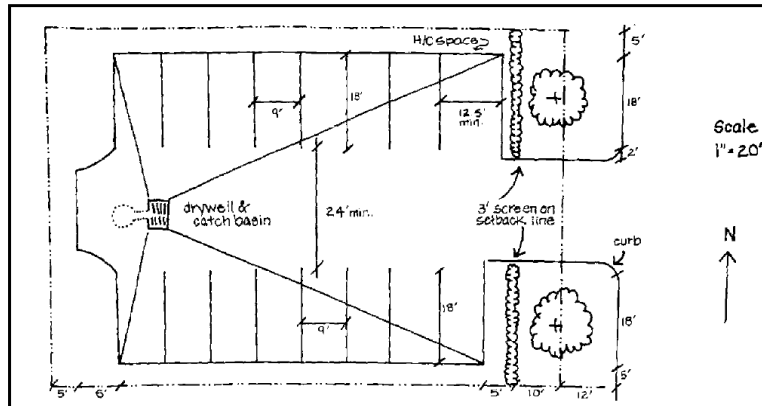 H/C space
5'
9'
18'
12.5'
min.
18'
Scale
1"=20'
2'
drywell &
catch basin
24' min.
3' screen on
setback line
N
curb
9'
18'
18'
5'
5'
6'
5'
10'
12'